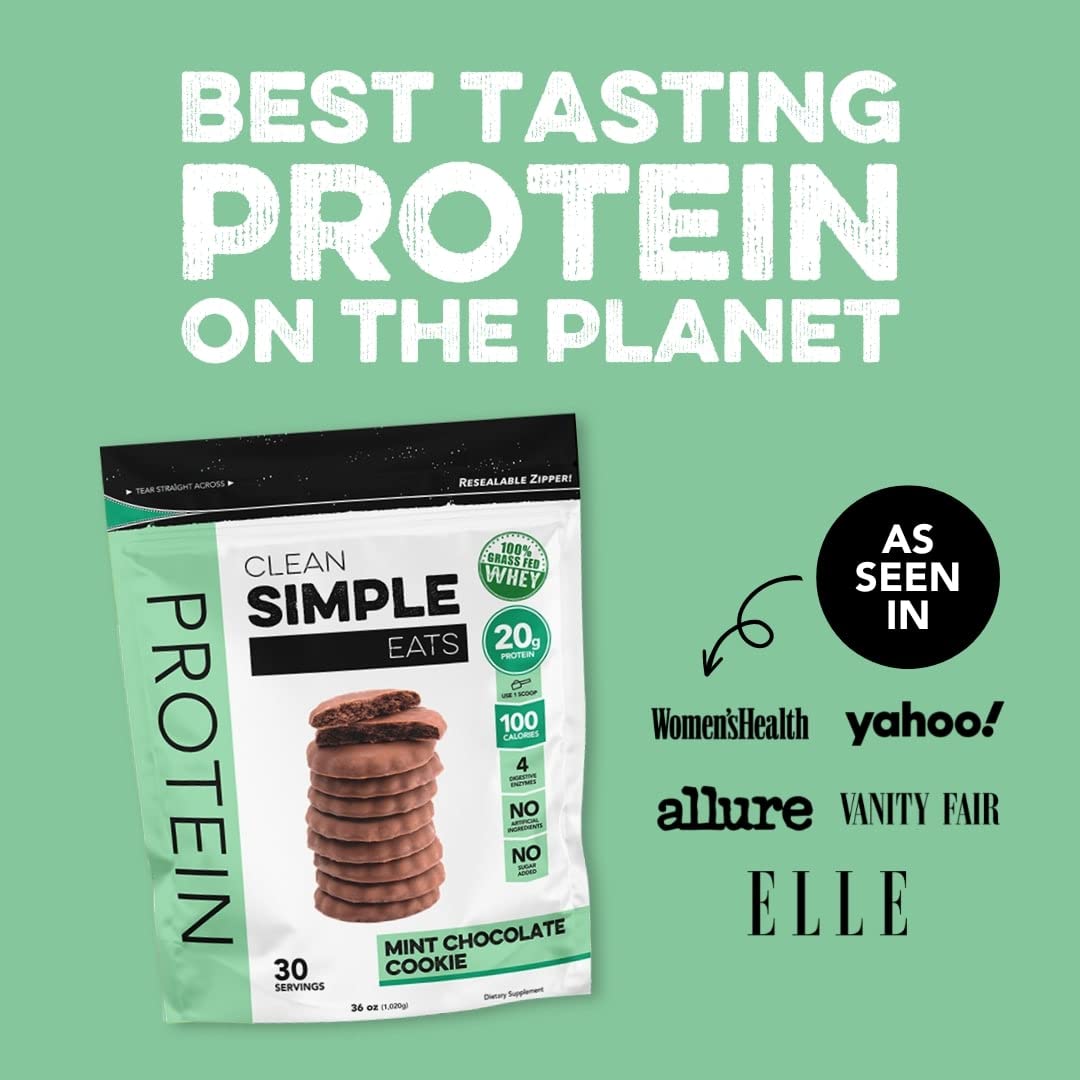 BEST TASTING
PROTEIN
ON THE PLANET
► TEAR STRAIGHT ACROSS ►
RESEALABLE ZIPPER!
CLEAN
SIMPLE
EATS
PROTEIN
100%
GRASS FED
WHEY
20g
PROTEIN
USE 1 SCOOP
100
CALORIES
4
DIGESTIVE
ENZYMES
NO
ARTIFICIAL
INGREDIENTS
NO
SUGAR
ADDED
MINT CHOCOLATE
COOKIE
30
SERVINGS
36 oz (1,020g)
Dietary Supplement
AS
SEEN
IN
Women'sHealth
yahoo!
allure
VANITY FAIR
ELLE